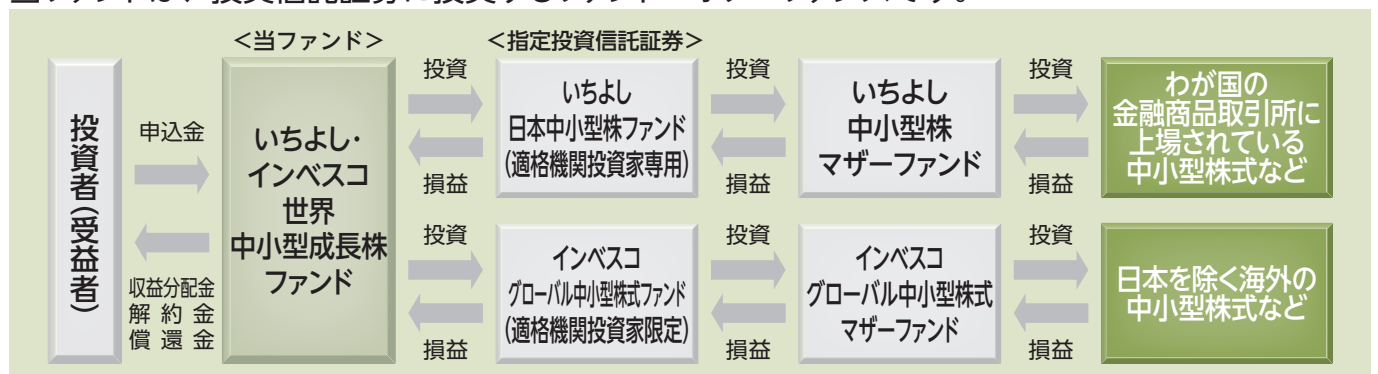 <当ファンド>
<指定投資信託証券>
投資者(受益者)
申込金
収益分配金
解約金
償還金
いちよし・
インベスコ
世界
中小型成長株
ファンド
投資
損益
いちよし
日本中小型株ファンド
(適格機関投資家専用)
投資
損益
いちよし
中小型株
マザーファンド
投資
損益
わが国の
金融商品取引所に
上場されている
中小型株式など
投資
損益
インベスコ
グローバル中小型株式ファンド
(適格機関投資家限定)
投資
損益
インベスコ
グローバル中小型株式
マザーファンド
投資
損益
日本を除く海外の
中小型株式など